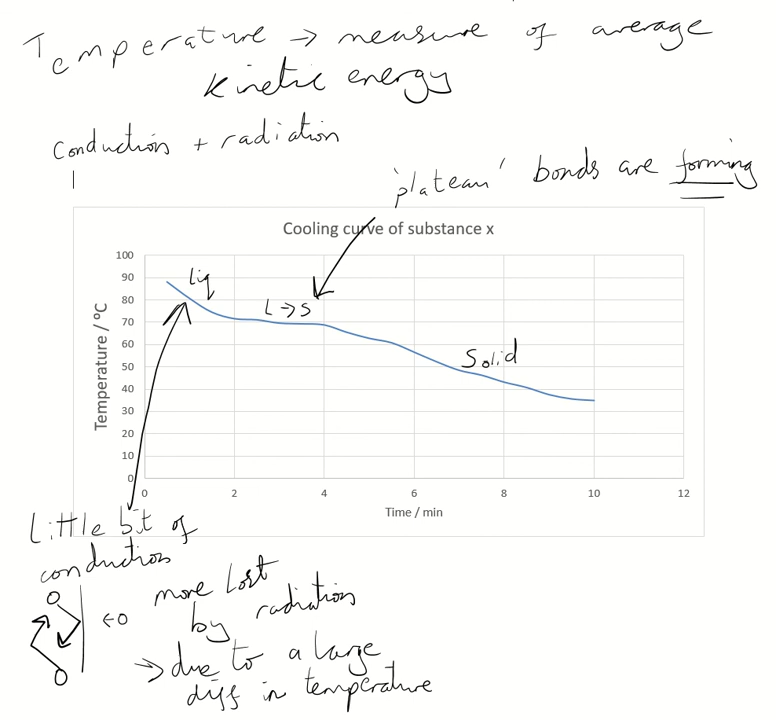 Temperature → measure of average
kinetic energy
conduction + radiation
'plateau' bonds are forming
Cooling curve of substance x
100
90
80
70
60
50
40
30
20
10
0
Temperature / ºC
Liq
L→S
Solid
0 2 4 6 8 10 12
Time / min
Little bit of
conduction
more lost
by radiation
→ due to a large
diff in temperature